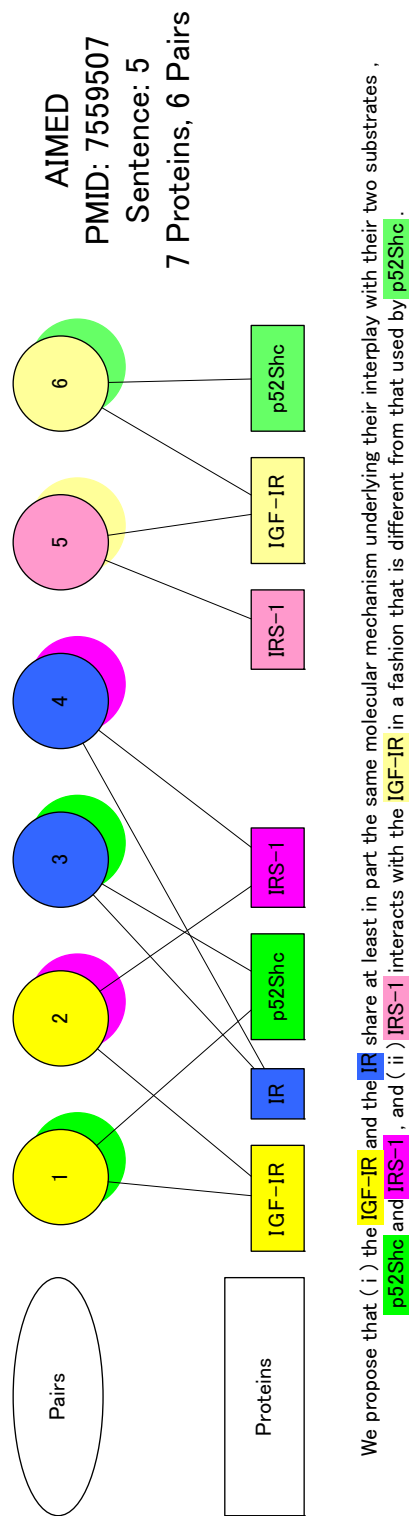 AIMED
PMID: 7559507
Sentence: 5
7 Proteins, 6 Pairs
Pairs
1
2
3
4
5
6
Proteins
IGF-IR
IR
p52Shc
IRS-1
IRS-1
IGF-IR
p52Shc
We propose that ( i ) the IGF-IR and the IR share at least in part the same molecular mechanism underlying their interplay with their two substrates ,
p52Shc and IRS-1 , and ( ii ) IRS-1 interacts with the IGF-IR in a fashion that is different from that used by p52Shc .